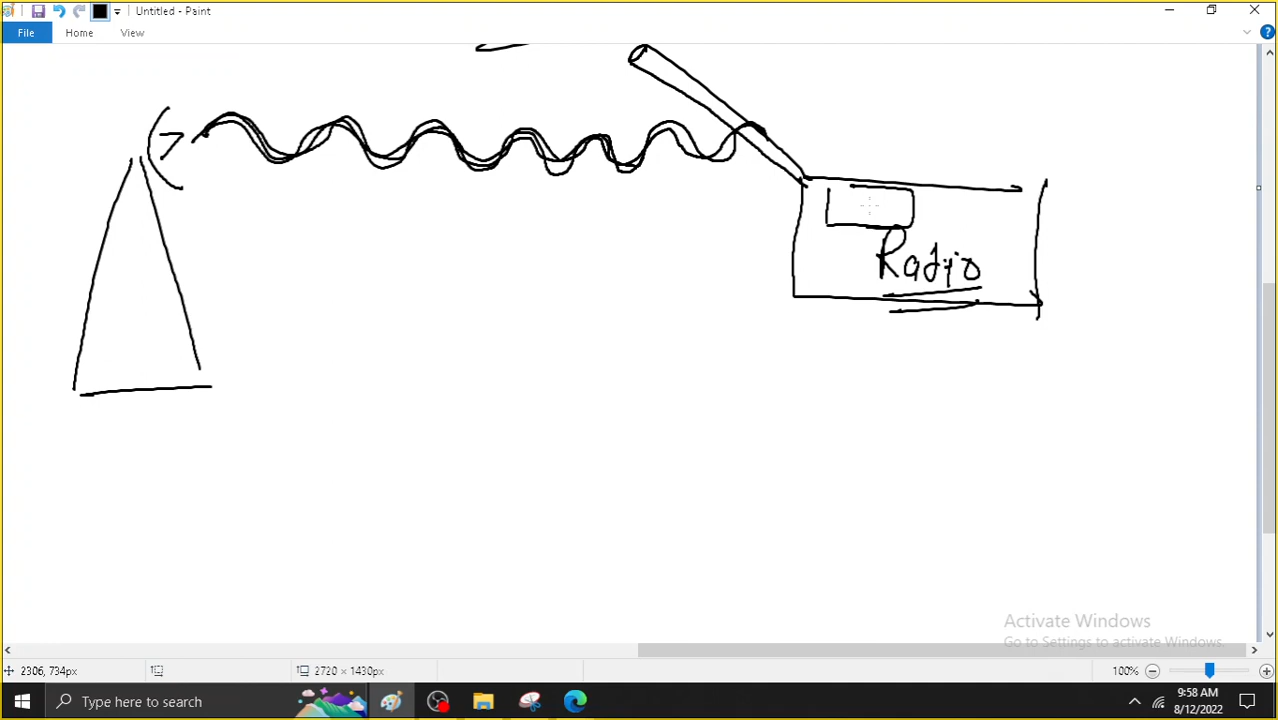 Untitled - Paint
File Home View
Radio
Activate Windows
Go to Settings to activate Windows.
2306, 734px
2720 × 1430px
100%
Type here to search
9:58 AM
8/12/2022